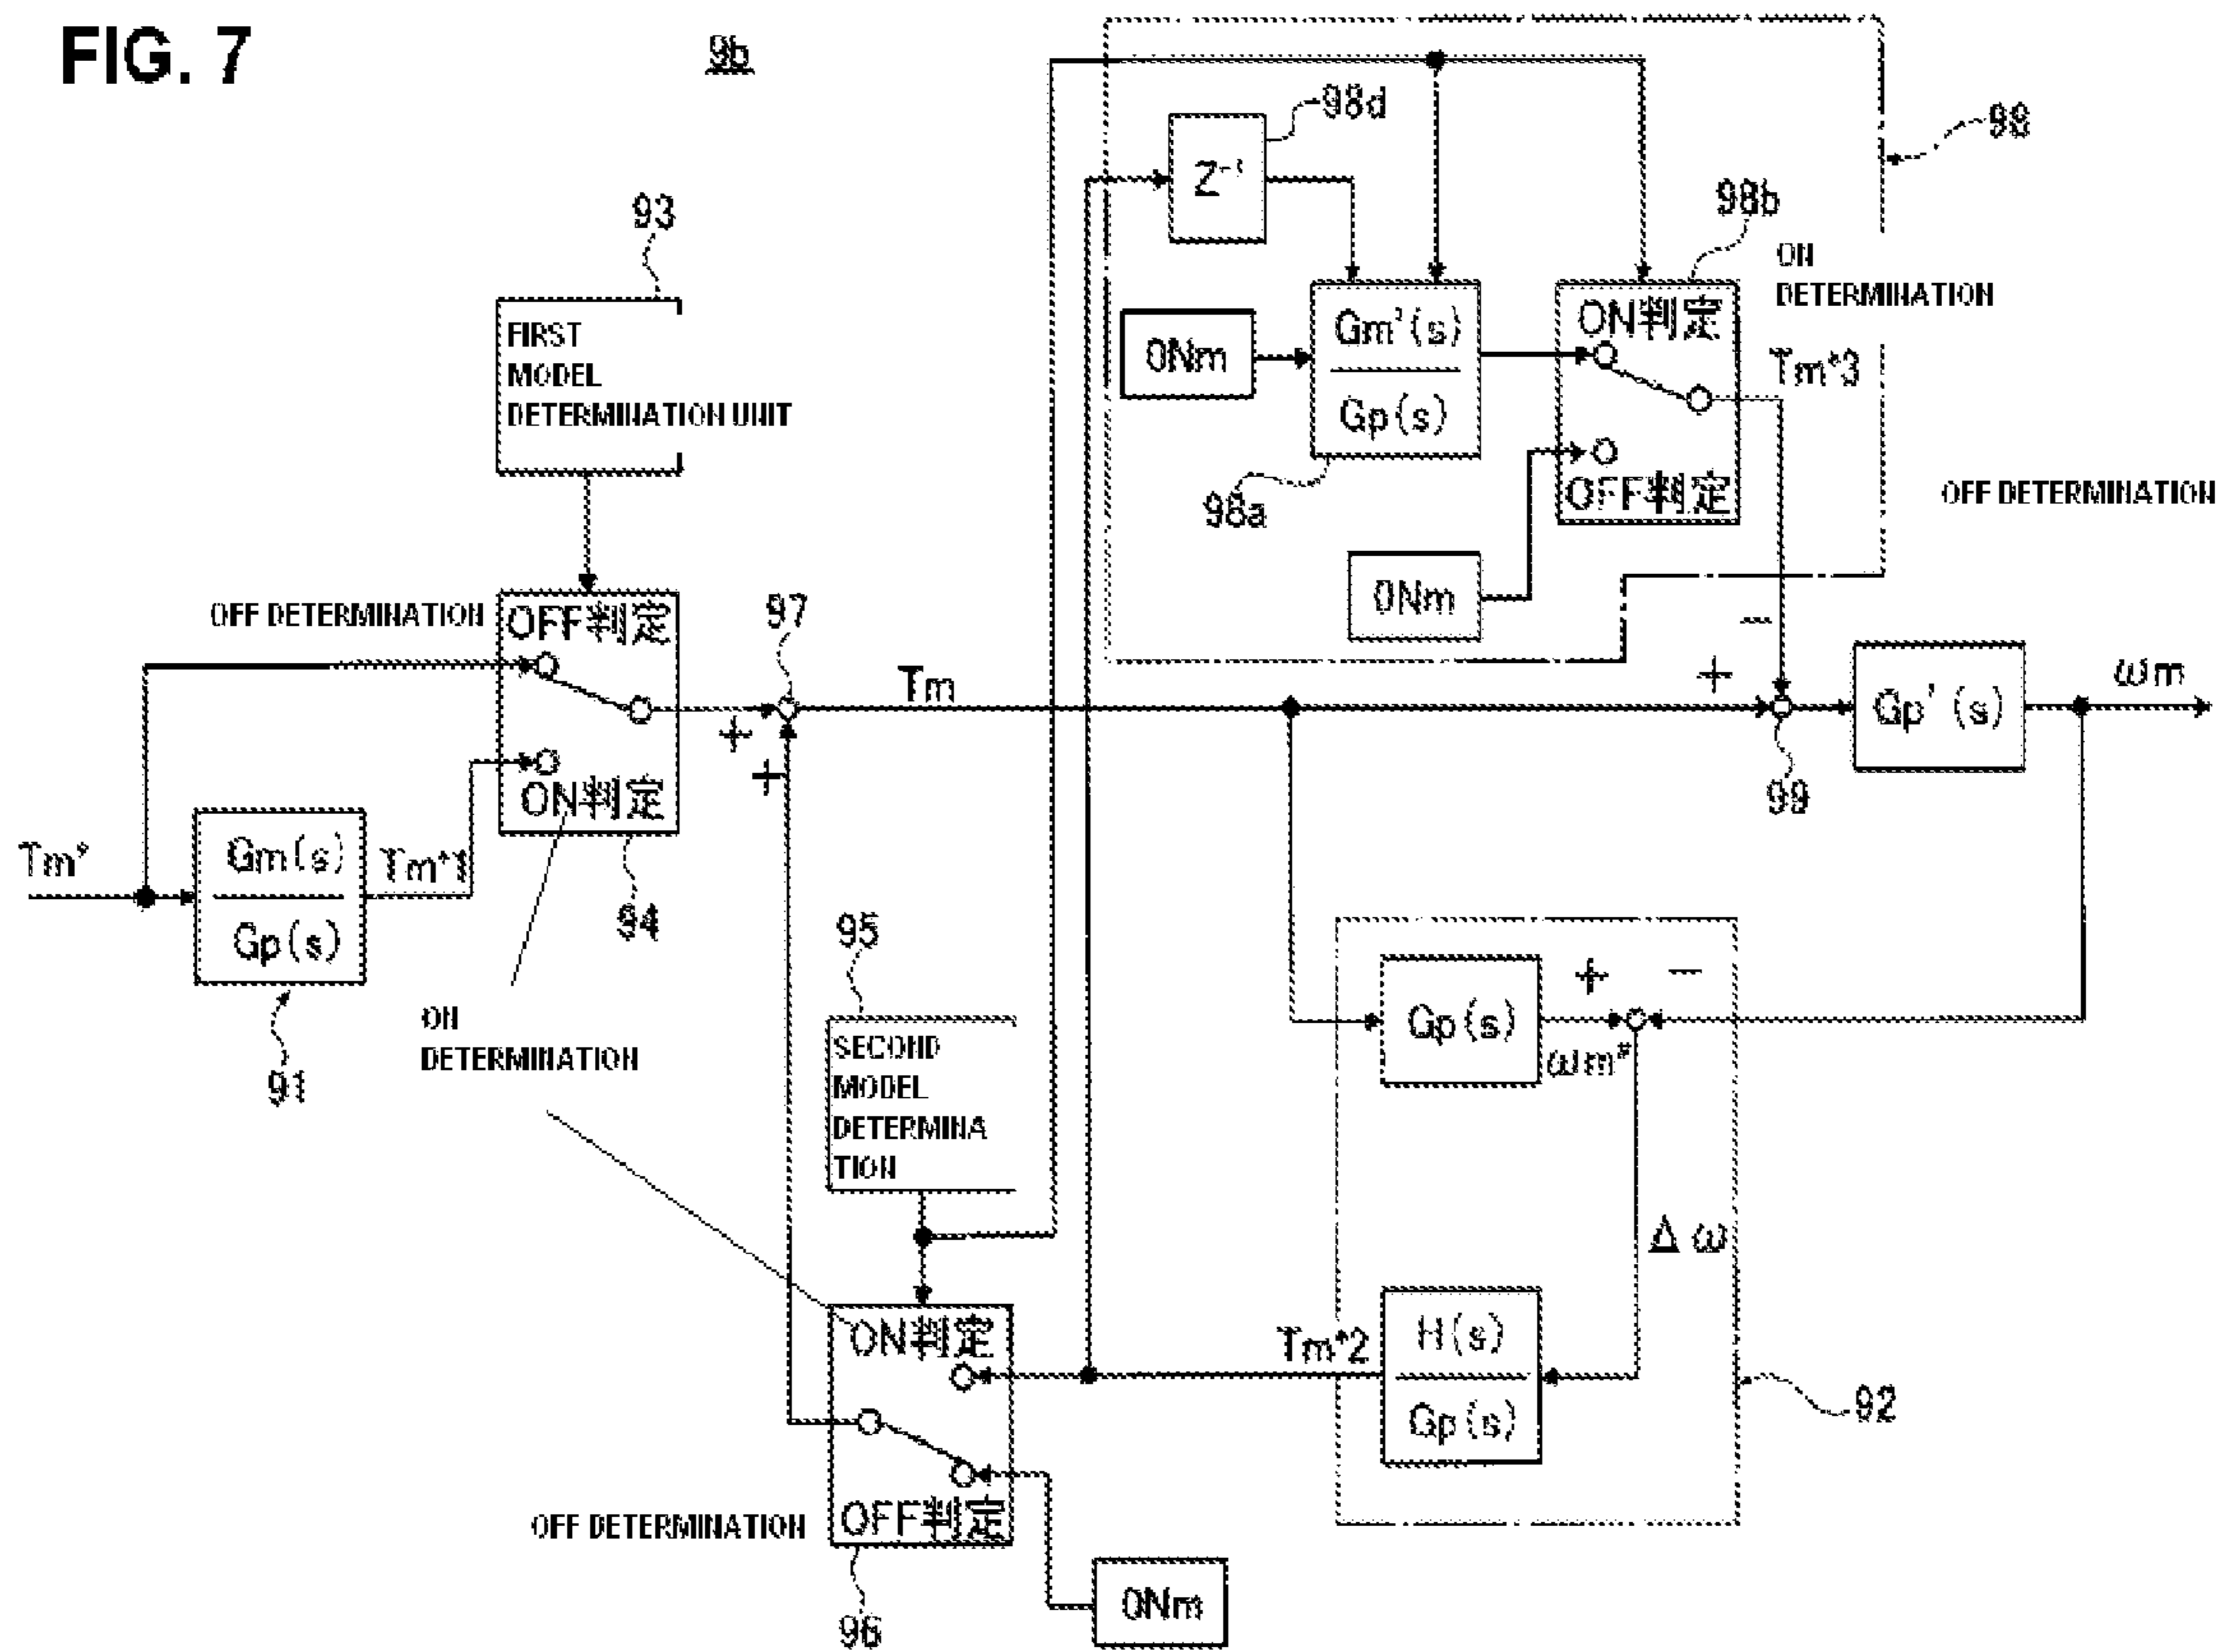 FIG. 7
9b
98d
98
Z⁻¹
93
98b
ON
DETERMINATION
FIRST
MODEL
DETERMINATION UNIT
0Nm
Gm'(s)
Gp(s)
ON判定
Tm*3
OFF判定
98a
OFF DETERMINATION
0Nm
OFF DETERMINATION
OFF判定
97
−
Tm
+
Gp'(s)
ωm
+
+
ON判定
99
Tm*
Gm(s)
Gp(s)
Tm*1
94
95
91
ON
DETERMINATION
SECOND
MODEL
DETERMINA
TION
Gp(s)
+
−
ωm*
Δω
ON判定
Tm*2
H(s)
Gp(s)
92
OFF DETERMINATION
OFF判定
96
0Nm